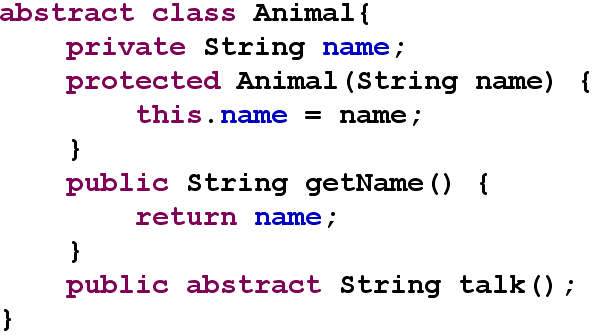 abstract class Animal{
    private String name;
    protected Animal(String name) {
        this.name = name;
    }
    public String getName() {
        return name;
    }
    public abstract String talk();
}